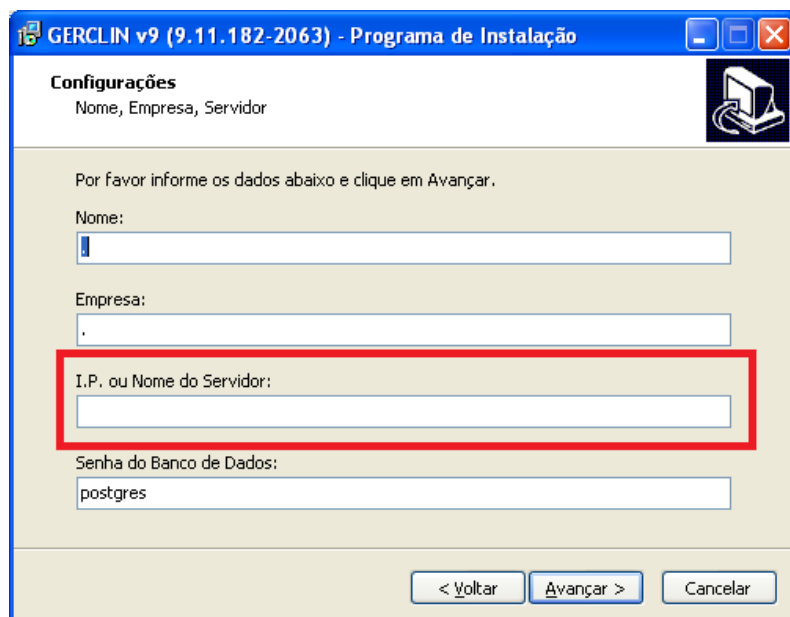 GERCLIN v9 (9.11.182-2063) - Programa de Instalação
Configurações
Nome, Empresa, Servidor
Por favor informe os dados abaixo e clique em Avançar.
Nome:
.
Empresa:
.
I.P. ou Nome do Servidor:
Senha do Banco de Dados:
postgres
< Voltar
Avançar >
Cancelar